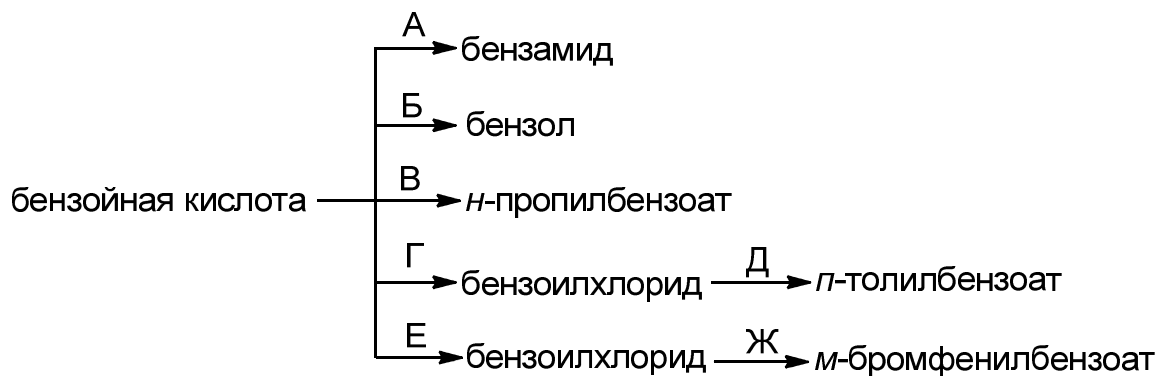 А
бензамид
Б
бензол
В
бензойная кислота
н-пропилбензоат
Г
Д
бензоилхлорид
п-толилбензоат
Е
Ж
бензоилхлорид
м-бромфенилбензоат